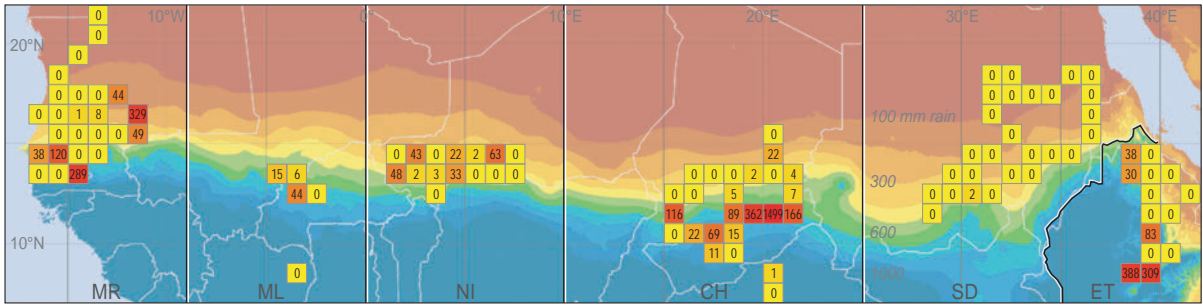 0 10°W 0° 10°E 20°E 30°E 40°E
0
20°N
0
0 0 0 0 0
0 0 0 44 0 0 0 0 0
0 0 1 8 329 100 mm rain 0 0
0 0 0 0 49 0 0 0
38 120 0 0 0 43 0 22 2 63 0 22 0 0 0 0 0 38 0
0 0 289 15 6 48 2 3 33 0 0 0 0 0 0 2 0 4 300 0 0 0 30 0
44 0 0 0 0 5 7 0 0 2 0 0
116 89 362 1499 166 0 0 0
10°N 0 22 69 15 600 83
11 0 0 0
0 1 1000 388 309
MR ML NI CH 0 SD ET